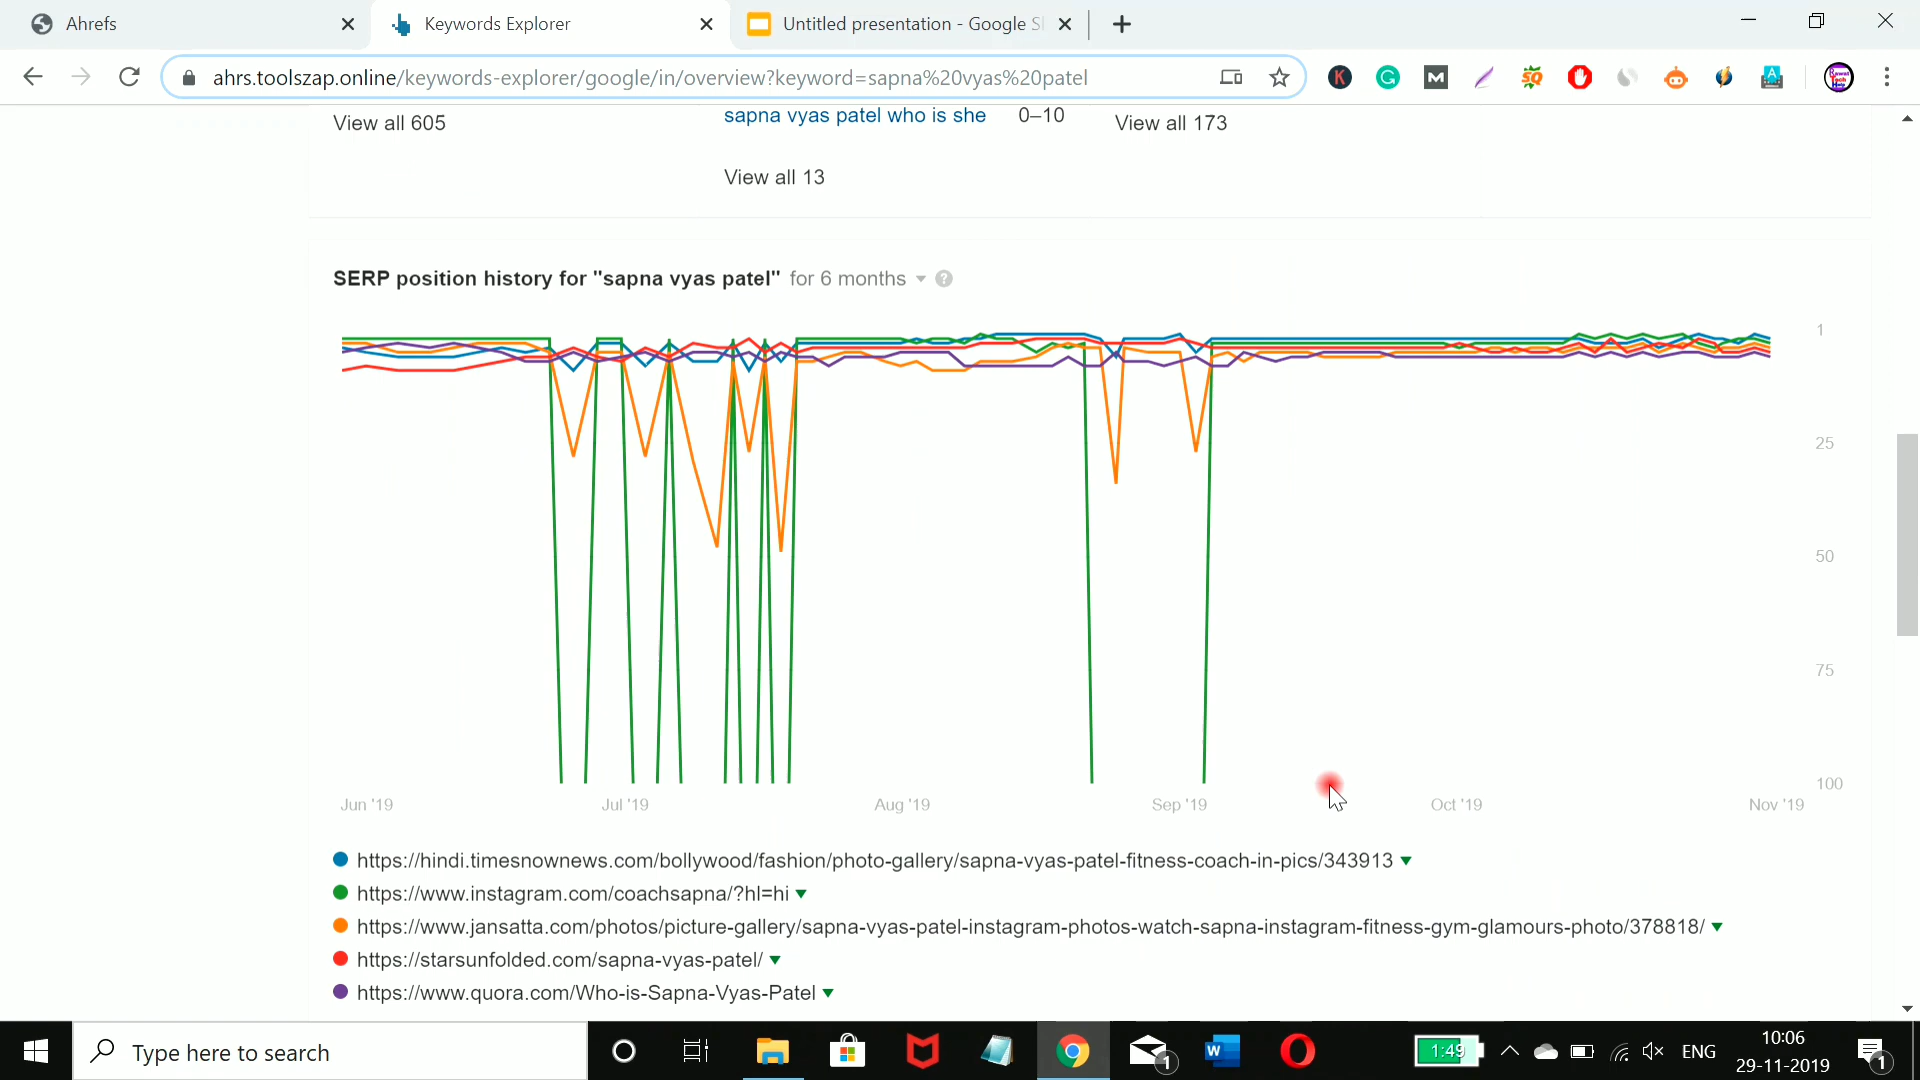 Ahrefs
Keywords Explorer
Untitled presentation - Google Sl
ahrs.toolszap.online/keywords-explorer/google/in/overview?keyword=sapna%20vyas%20patel
View all 605
sapna vyas patel who is she 0–10
View all 173
View all 13
SERP position history for "sapna vyas patel" for 6 months
1
25
50
75
100
Jun '19 Jul '19 Aug '19 Sep '19 Oct '19 Nov '19
https://hindi.timesnownews.com/bollywood/fashion/photo-gallery/sapna-vyas-patel-fitness-coach-in-pics/343913
https://www.instagram.com/coachsapna/?hl=hi
https://www.jansatta.com/photos/picture-gallery/sapna-vyas-patel-instagram-photos-watch-sapna-instagram-fitness-gym-glamours-photo/378818/
https://starsunfolded.com/sapna-vyas-patel/
https://www.quora.com/Who-is-Sapna-Vyas-Patel
Type here to search
1
W
1:49
ENG
10:06
29-11-2019
1